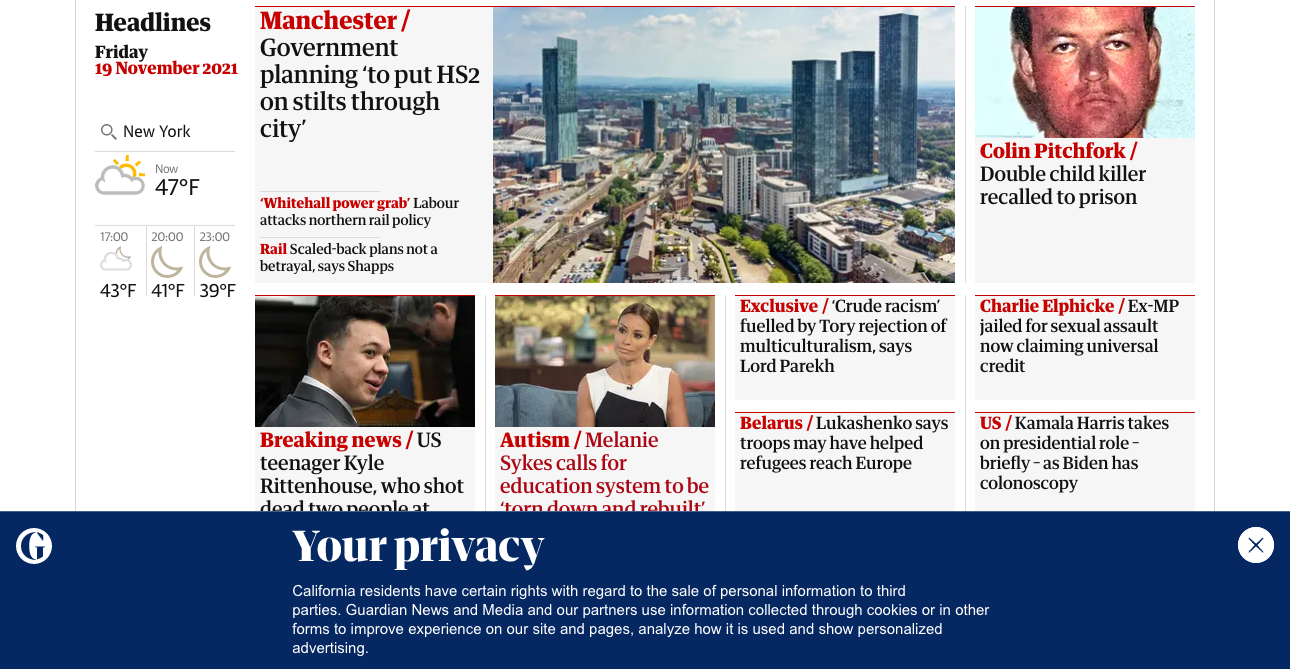 Headlines
Friday
19 November 2021
New York
Now
47°F
17:00
20:00
23:00
43°F
41°F
39°F
Manchester /
Government
planning ‘to put HS2
on stilts through
city’
‘Whitehall power grab’ Labour
attacks northern rail policy
Rail Scaled-back plans not a
betrayal, says Shapps
Colin Pitchfork /
Double child killer
recalled to prison
Breaking news / US
teenager Kyle
Rittenhouse, who shot
dead two people at
Autism / Melanie
Sykes calls for
education system to be
‘torn down and rebuilt’
Exclusive / ‘Crude racism’
fuelled by Tory rejection of
multiculturalism, says
Lord Parekh
Charlie Elphicke / Ex-MP
jailed for sexual assault
now claiming universal
credit
Belarus / Lukashenko says
troops may have helped
refugees reach Europe
US / Kamala Harris takes
on presidential role –
briefly – as Biden has
colonoscopy
G
Your privacy
California residents have certain rights with regard to the sale of personal information to third
parties. Guardian News and Media and our partners use information collected through cookies or in other
forms to improve experience on our site and pages, analyze how it is used and show personalized
advertising.